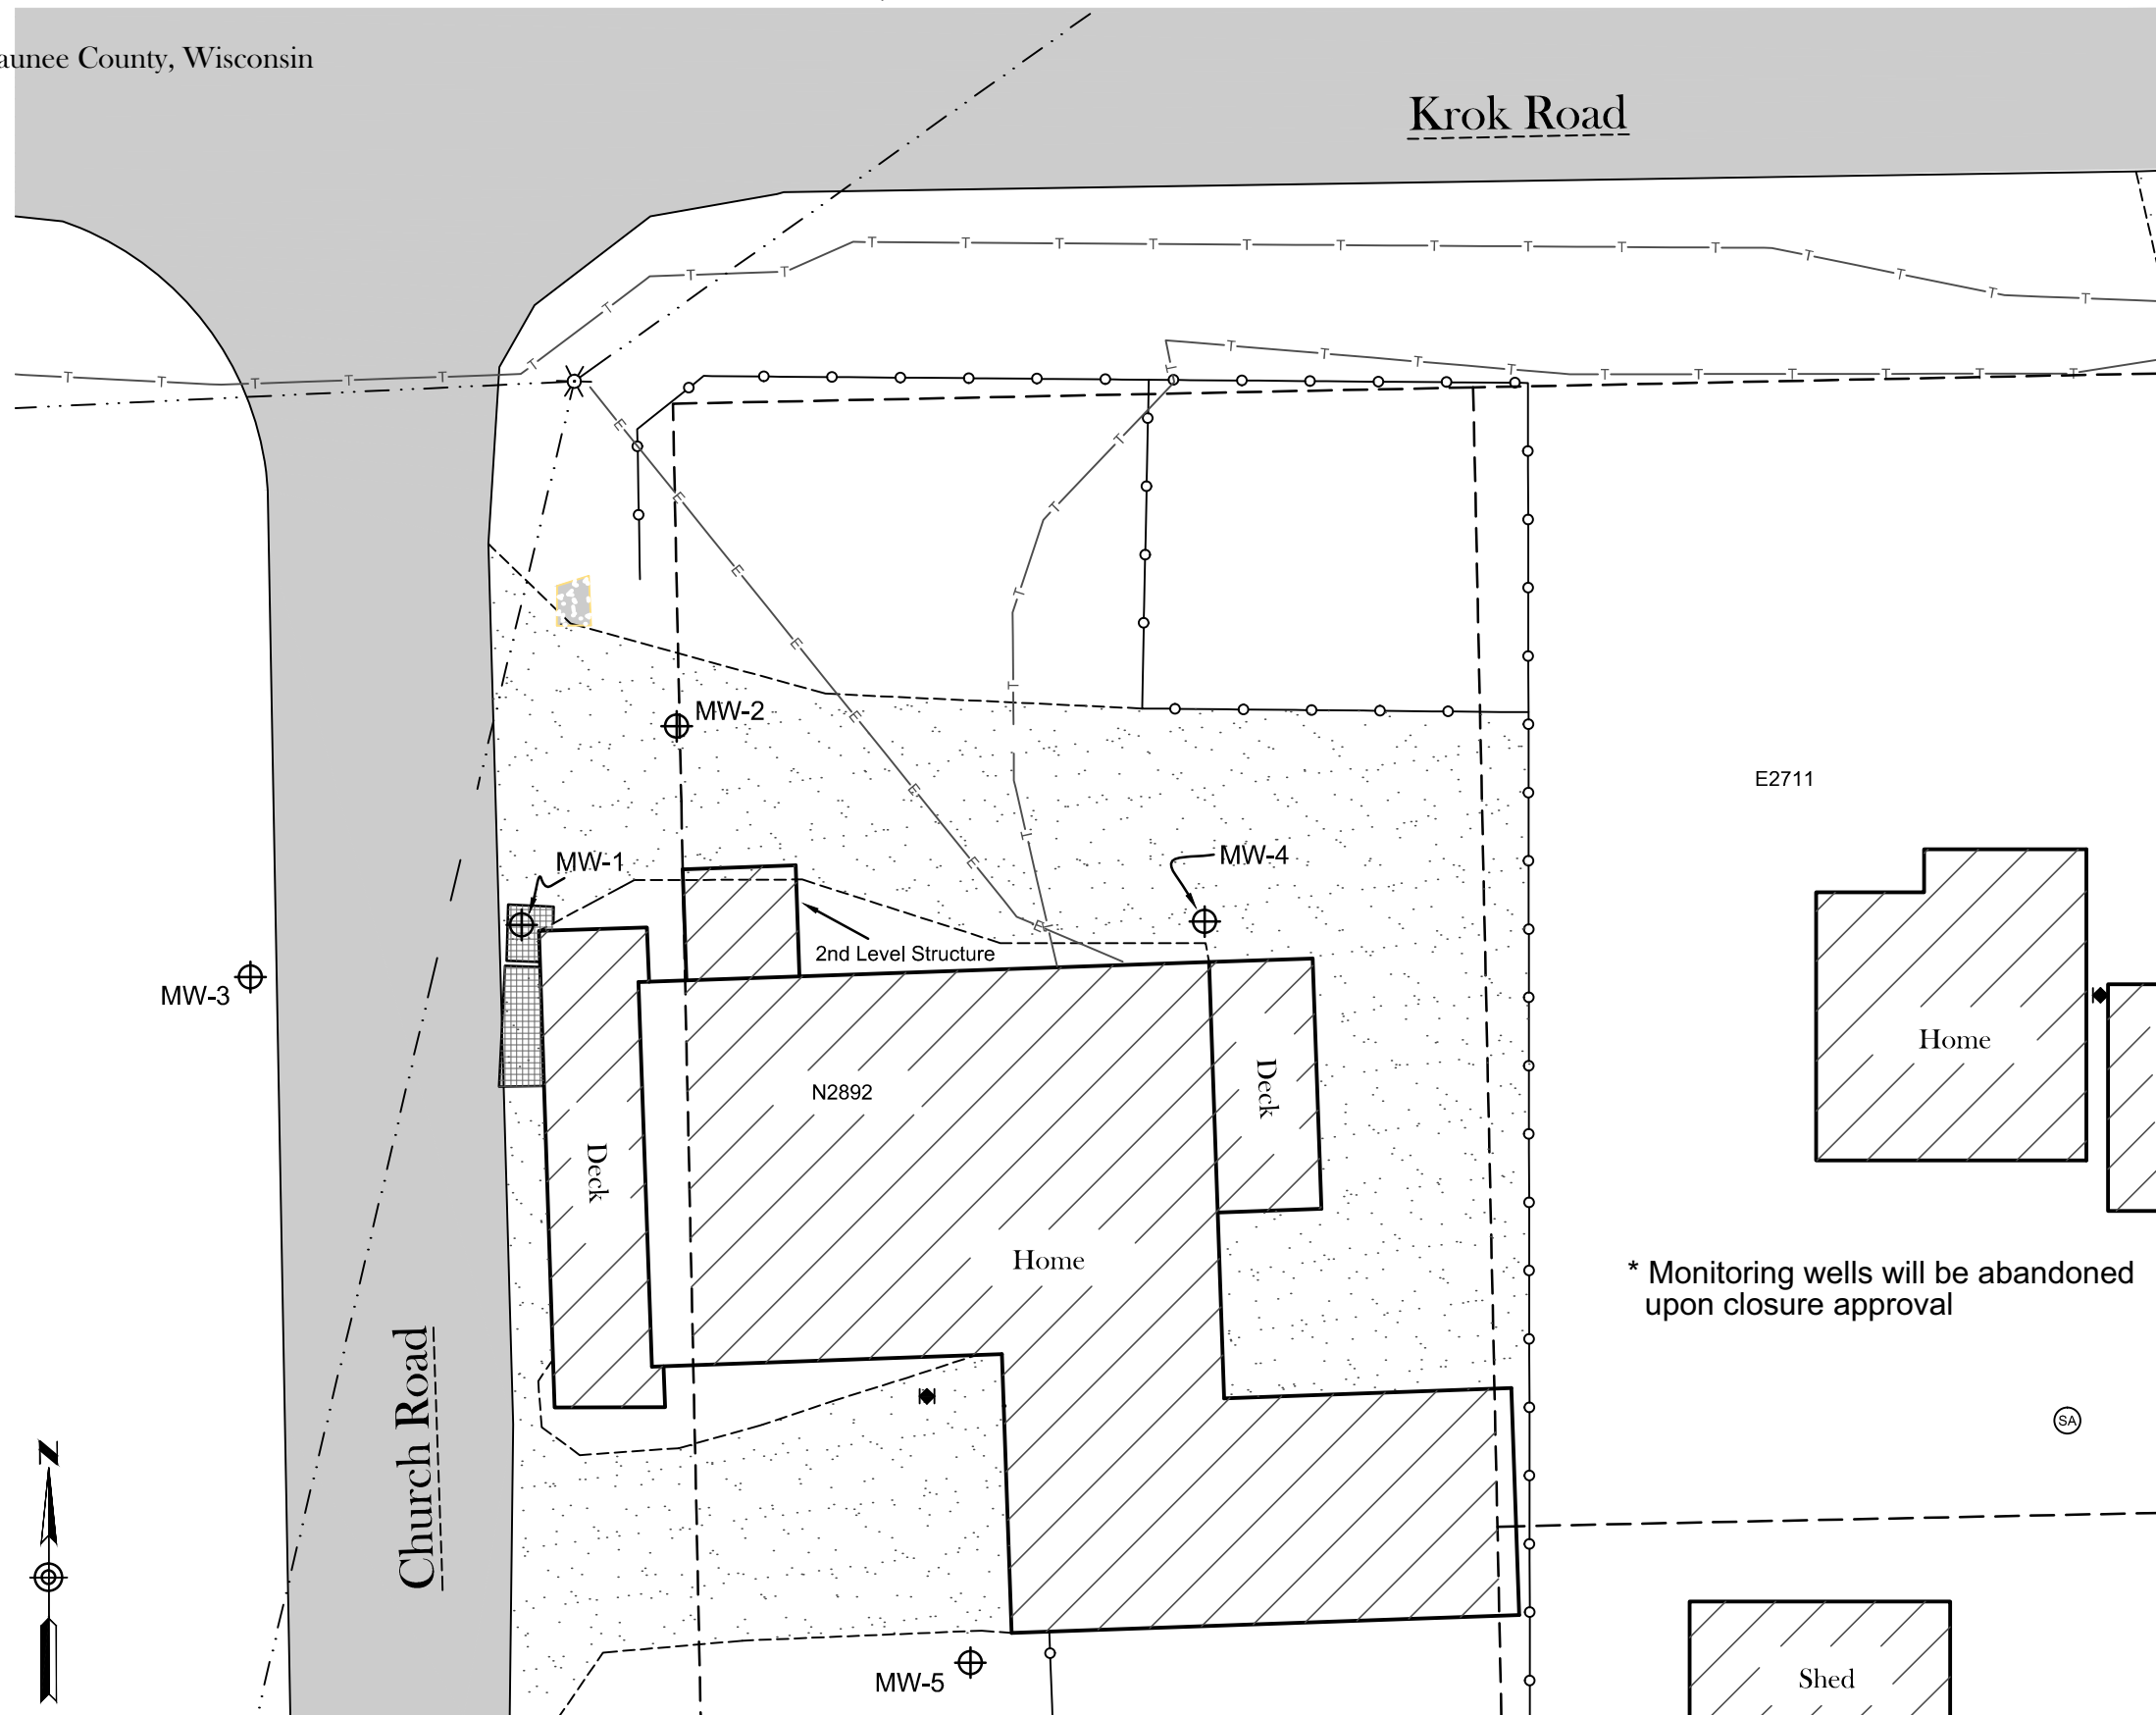 aunee County, Wisconsin
Krok Road
T T T T T T T T T T T T T T
T T T T T T T T T T T T T T T T
E E E E E E E E E
T T T T T
MW-2
E2711
MW-1
MW-4
2nd Level Structure
MW-3
Home
Deck
N2892
Deck
Home
* Monitoring wells will be abandoned
upon closure approval
Church Road
SA
N
MW-5
Shed